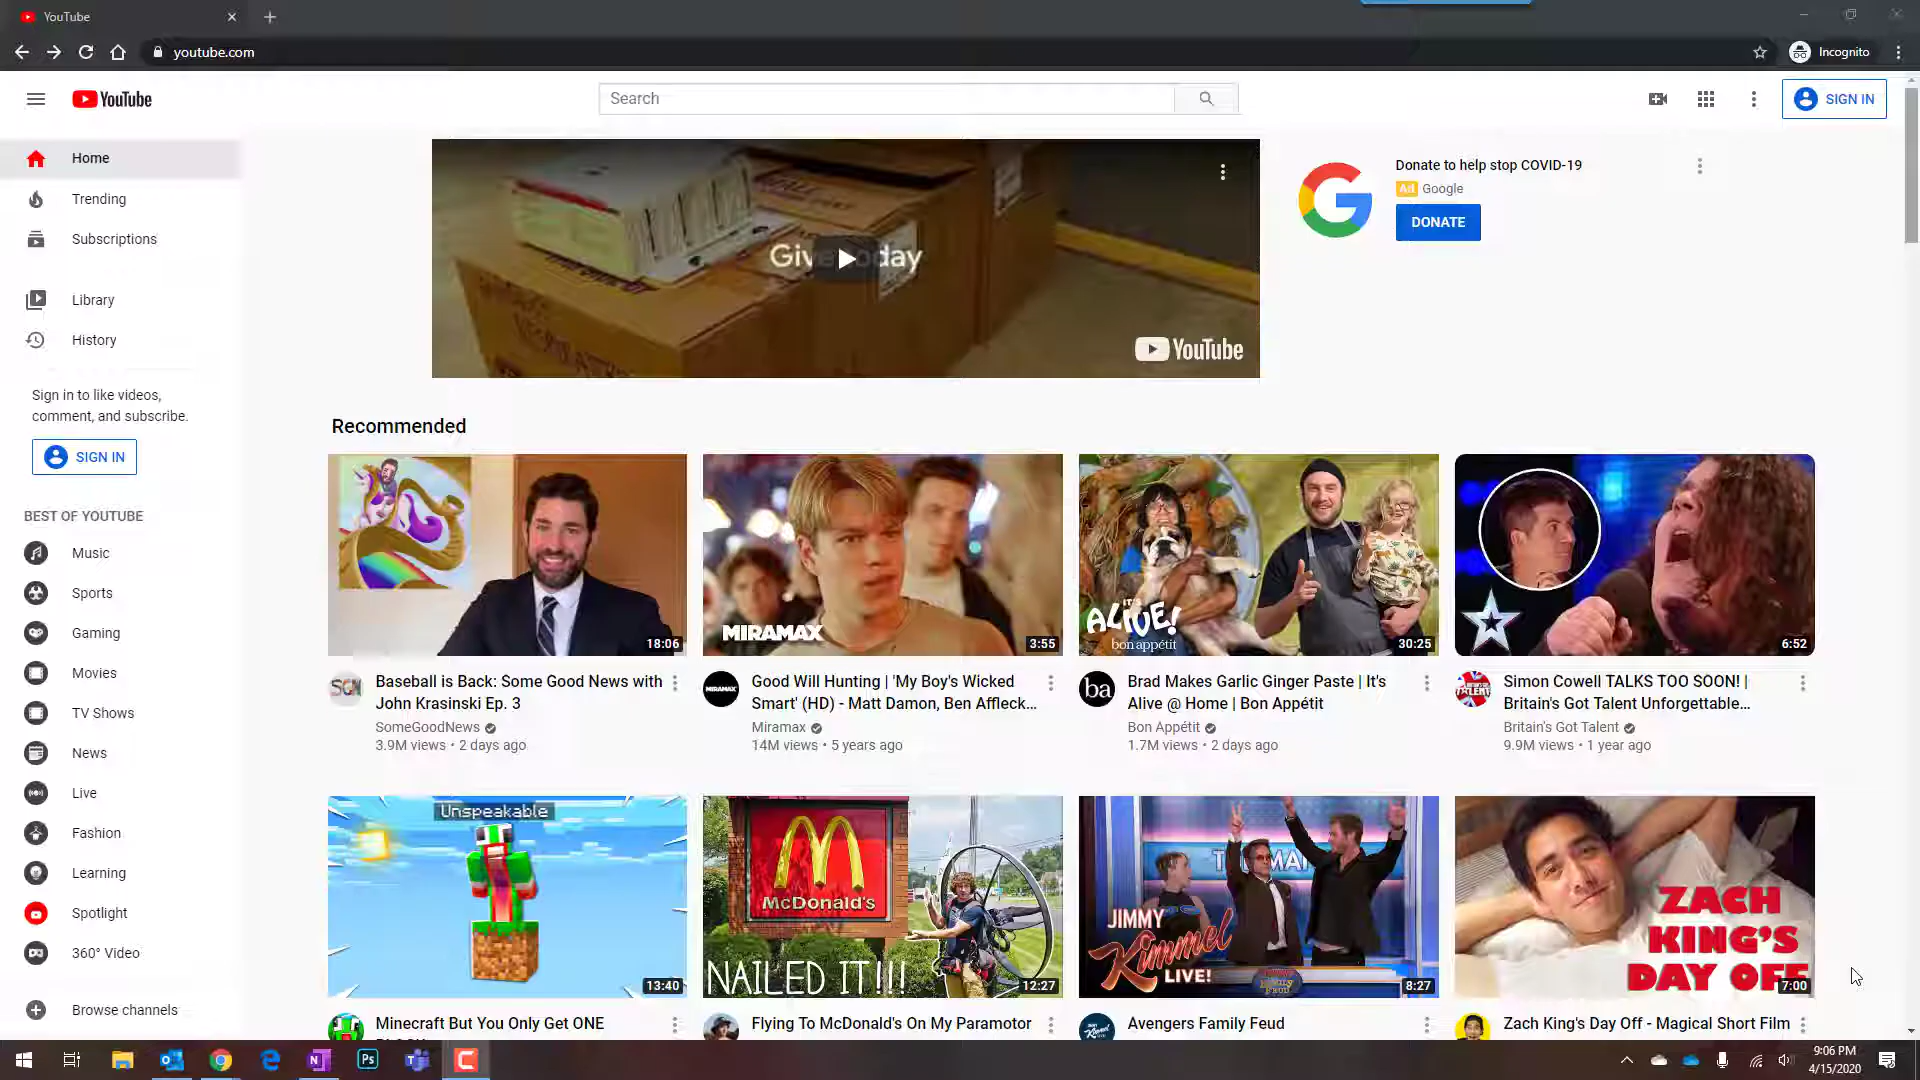 YouTube
youtube.com
Incognito
YouTube
Search
SIGN IN
Home
Trending
Subscriptions
Library
History
Sign in to like videos,
comment, and subscribe.
SIGN IN
BEST OF YOUTUBE
Music
Sports
Gaming
Movies
TV Shows
News
Live
Fashion
Learning
Spotlight
360° Video
Browse channels
YouTube
Donate to help stop COVID-19
Ad Google
DONATE
Recommended
18:06
Baseball is Back: Some Good News with
John Krasinski Ep. 3
SomeGoodNews
3.9M views • 2 days ago
MIRAMAX
3:55
MIRAMAX
Good Will Hunting | 'My Boy's Wicked
Smart' (HD) - Matt Damon, Ben Affleck...
Miramax
14M views • 5 years ago
IT'S
ALIVE!
bon appétit
30:25
ba
Brad Makes Garlic Ginger Paste | It's
Alive @ Home | Bon Appétit
Bon Appétit
1.7M views • 2 days ago
6:52
Simon Cowell TALKS TOO SOON! |
Britain's Got Talent Unforgettable...
Britain's Got Talent
9.9M views • 1 year ago
Unspeakable
13:40
Minecraft But You Only Get ONE
McDonald's
NAILED IT!!!
12:27
Flying To McDonald's On My Paramotor
JIMMY
Kimmel
LIVE!
8:27
Avengers Family Feud
ZACH
KING'S
DAY OFF
7:00
Zach King's Day Off - Magical Short Film
Ps
9:06 PM
4/15/2020